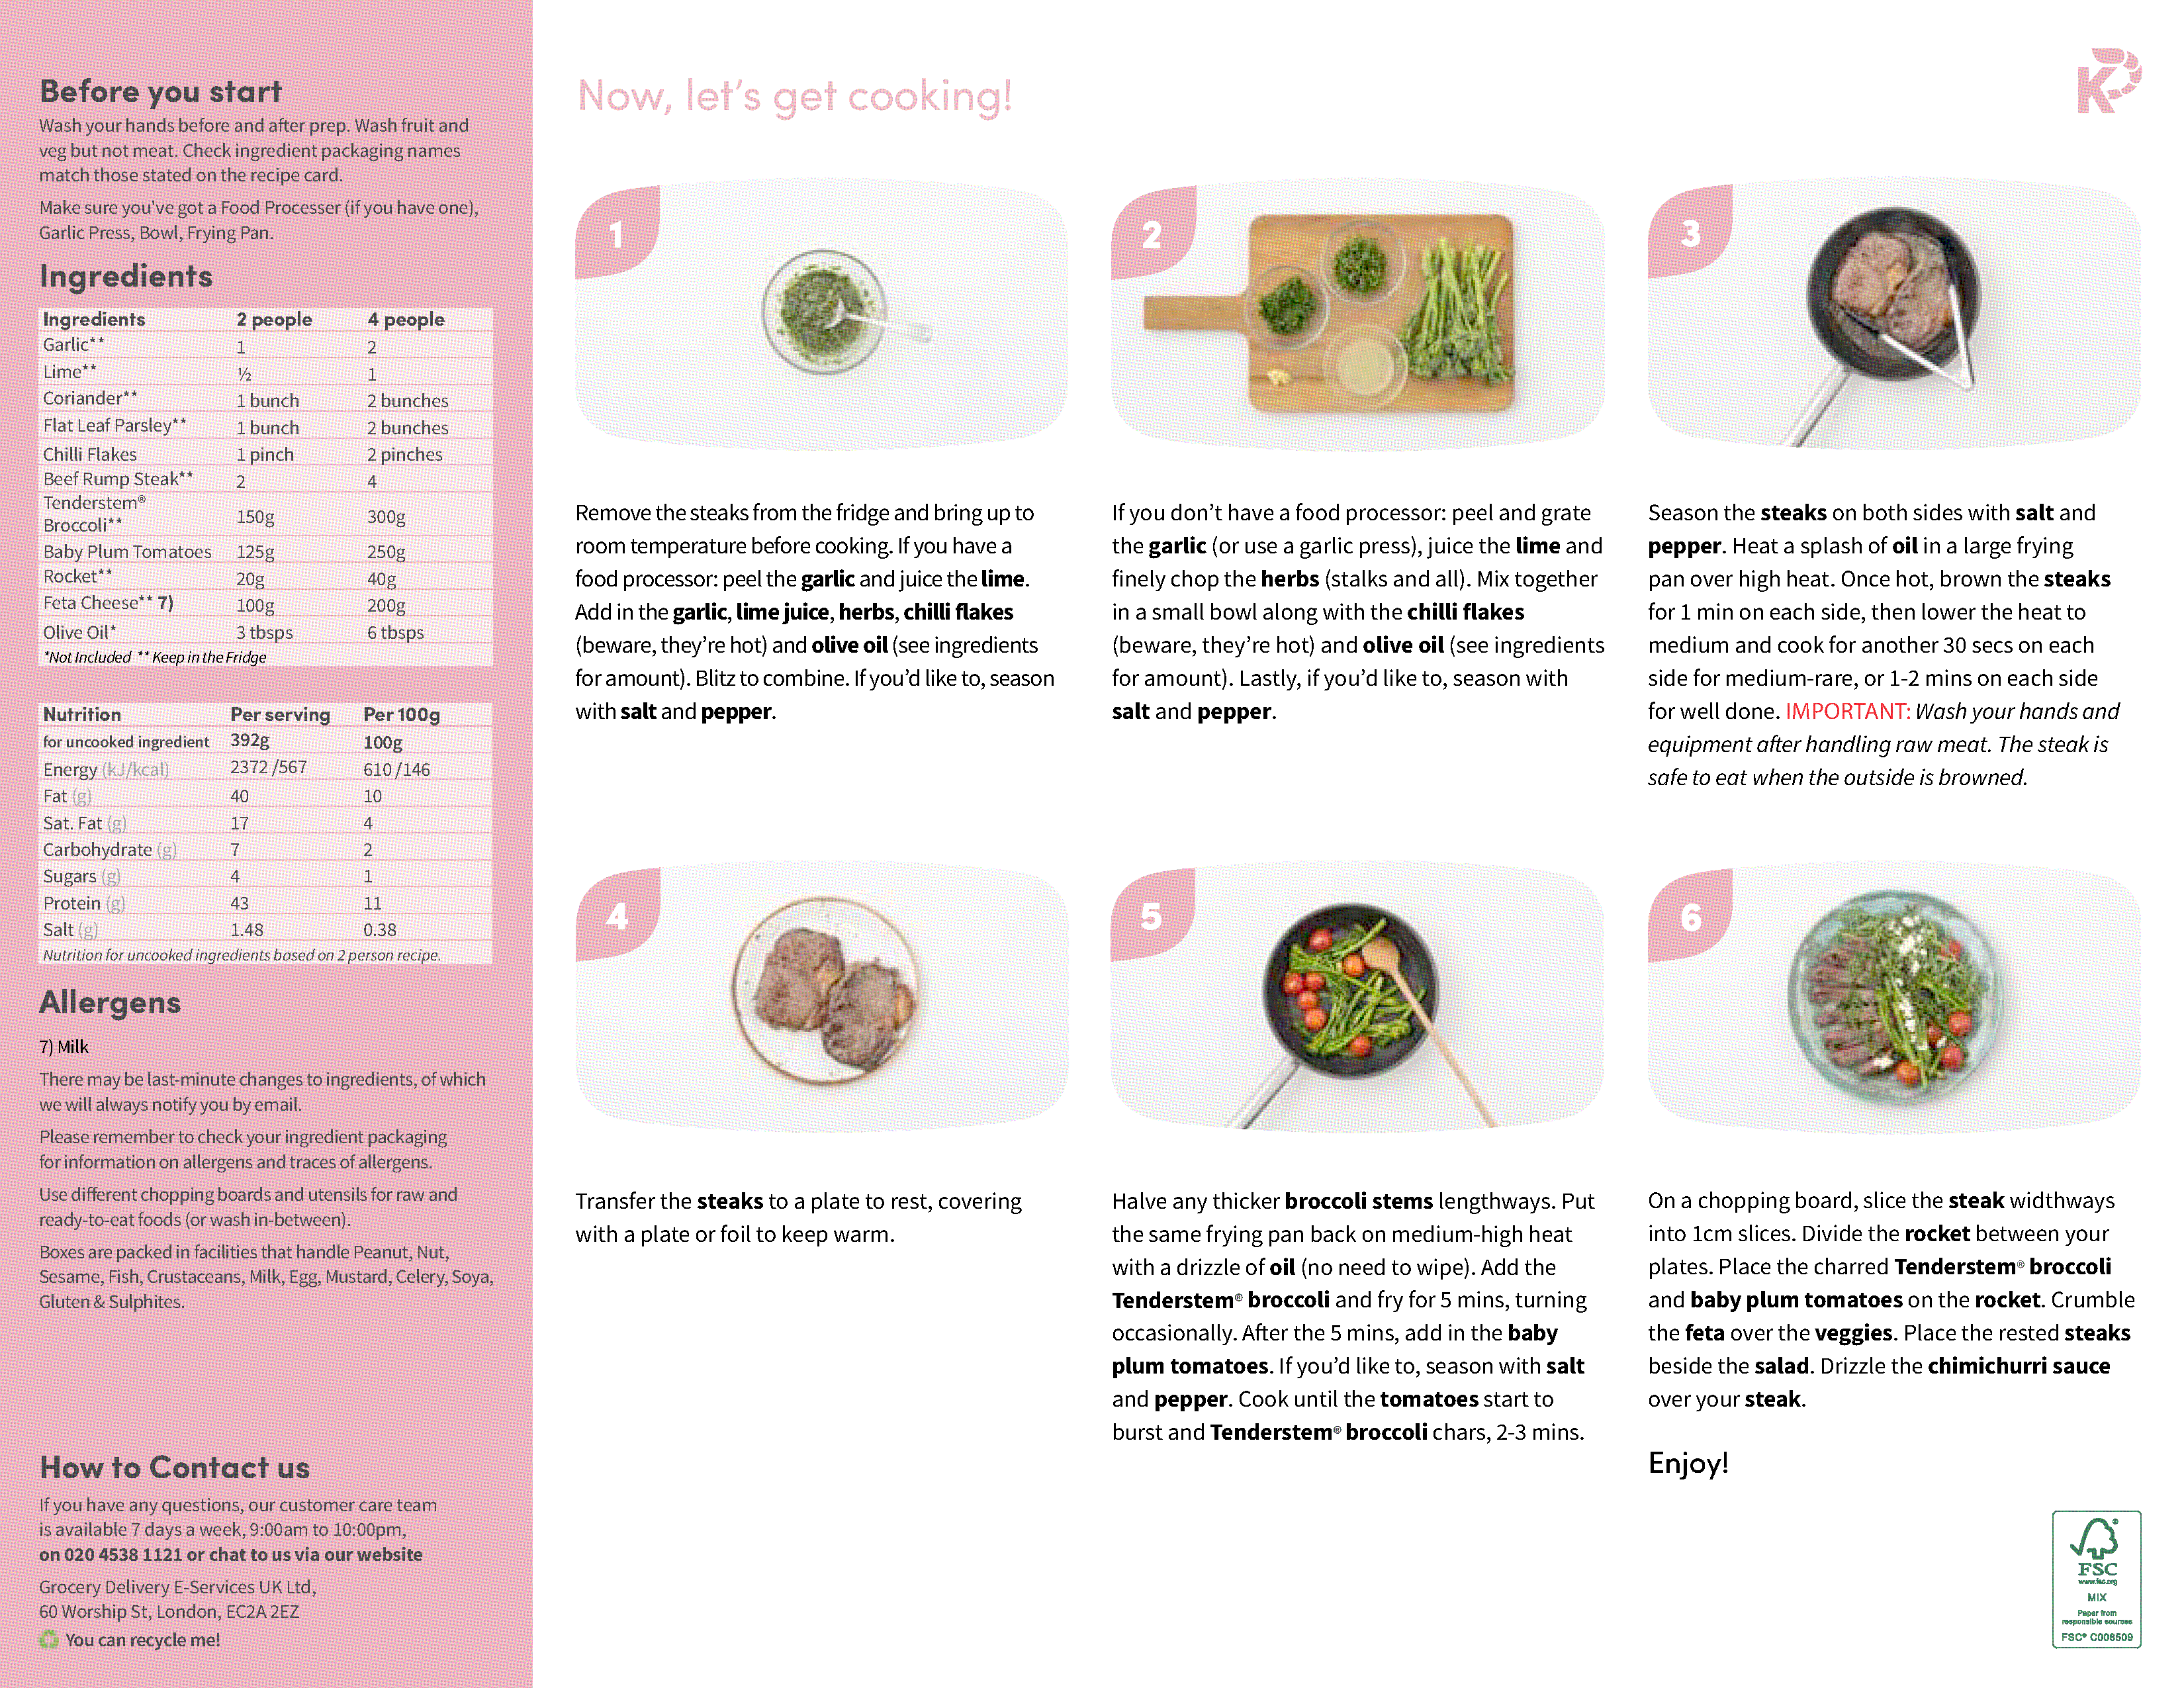 Before you start
Wash your hands before and after prep. Wash fruit and
veg but not meat. Check ingredient packaging names
match those stated on the recipe card.
Make sure you've got a Food Processer (if you have one),
Garlic Press, Bowl, Frying Pan.
Ingredients
Ingredients 2 people 4 people
Garlic** 1 2
Lime** ½ 1
Coriander** 1 bunch 2 bunches
Flat Leaf Parsley** 1 bunch 2 bunches
Chilli Flakes 1 pinch 2 pinches
Beef Rump Steak** 2 4
Tenderstem®
Broccoli** 150g 300g
Baby Plum Tomatoes 125g 250g
Rocket** 20g 40g
Feta Cheese** 7) 100g 200g
Olive Oil* 3 tbsps 6 tbsps
*Not Included ** Keep in the Fridge
Nutrition Per serving Per 100g
for uncooked ingredient 392g 100g
Energy (kJ/kcal) 2372 /567 610 /146
Fat (g) 40 10
Sat. Fat (g) 17 4
Carbohydrate (g) 7 2
Sugars (g) 4 1
Protein (g) 43 11
Salt (g) 1.48 0.38
Nutrition for uncooked ingredients based on 2 person recipe.
Allergens
7) Milk
There may be last-minute changes to ingredients, of which
we will always notify you by email.
Please remember to check your ingredient packaging
for information on allergens and traces of allergens.
Use different chopping boards and utensils for raw and
ready-to-eat foods (or wash in-between).
Boxes are packed in facilities that handle Peanut, Nut,
Sesame, Fish, Crustaceans, Milk, Egg, Mustard, Celery, Soya,
Gluten & Sulphites.
How to Contact us
If you have any questions, our customer care team
is available 7 days a week, 9:00am to 10:00pm,
on 020 4538 1121 or chat to us via our website
Grocery Delivery E-Services UK Ltd,
60 Worship St, London, EC2A 2EZ
You can recycle me!
Now, let's get cooking!
K
1
Remove the steaks from the fridge and bring up to
room temperature before cooking. If you have a
food processor: peel the garlic and juice the lime.
Add in the garlic, lime juice, herbs, chilli flakes
(beware, they're hot) and olive oil (see ingredients
for amount). Blitz to combine. If you'd like to, season
with salt and pepper.
2
If you don't have a food processor: peel and grate
the garlic (or use a garlic press), juice the lime and
finely chop the herbs (stalks and all). Mix together
in a small bowl along with the chilli flakes
(beware, they're hot) and olive oil (see ingredients
for amount). Lastly, if you'd like to, season with
salt and pepper.
3
Season the steaks on both sides with salt and
pepper. Heat a splash of oil in a large frying
pan over high heat. Once hot, brown the steaks
for 1 min on each side, then lower the heat to
medium and cook for another 30 secs on each
side for medium-rare, or 1-2 mins on each side
for well done. IMPORTANT: Wash your hands and
equipment after handling raw meat. The steak is
safe to eat when the outside is browned.
4
Transfer the steaks to a plate to rest, covering
with a plate or foil to keep warm.
5
Halve any thicker broccoli stems lengthways. Put
the same frying pan back on medium-high heat
with a drizzle of oil (no need to wipe). Add the
Tenderstem® broccoli and fry for 5 mins, turning
occasionally. After the 5 mins, add in the baby
plum tomatoes. If you'd like to, season with salt
and pepper. Cook until the tomatoes start to
burst and Tenderstem® broccoli chars, 2-3 mins.
6
On a chopping board, slice the steak widthways
into 1cm slices. Divide the rocket between your
plates. Place the charred Tenderstem® broccoli
and baby plum tomatoes on the rocket. Crumble
the feta over the veggies. Place the rested steaks
beside the salad. Drizzle the chimichurri sauce
over your steak.
Enjoy!
FSC
www.fsc.org
MIX
Paper from
responsible sources
FSC® C006509